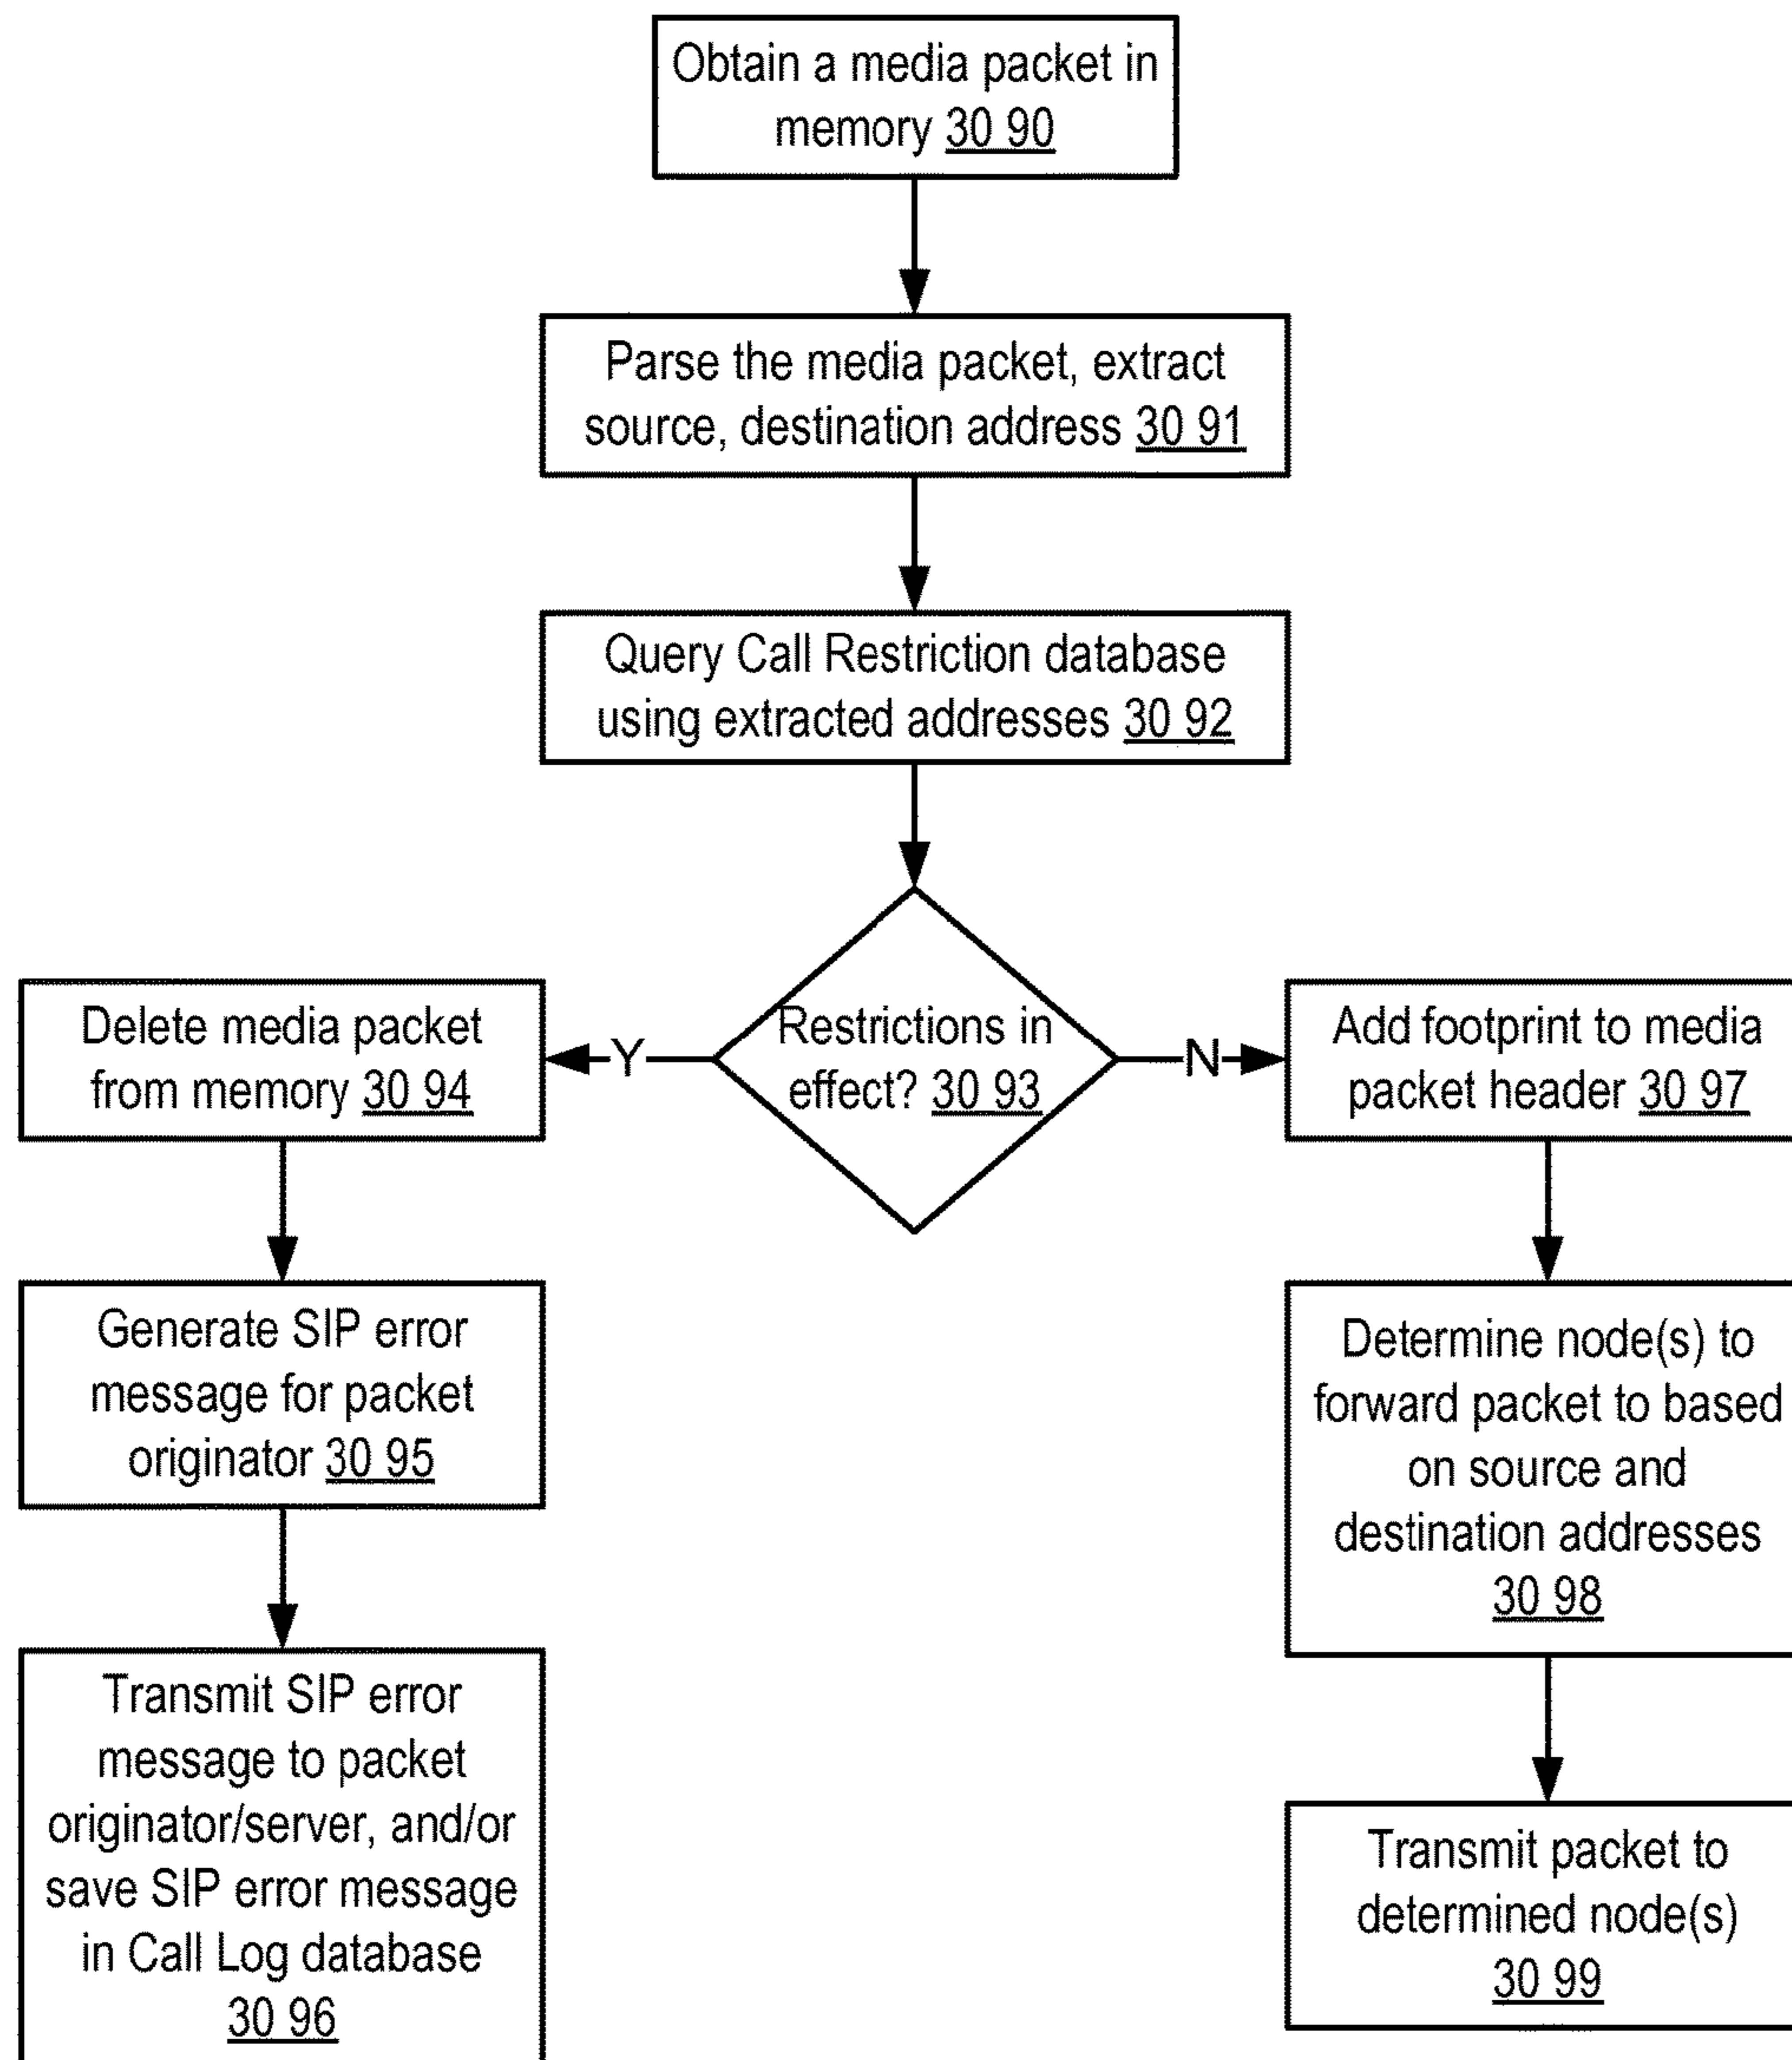 Obtain a media packet in
memory 30 90
Parse the media packet, extract
source, destination address 30 91
Query Call Restriction database
using extracted addresses 30 92
Restrictions in
effect? 30 93
Y
N
Delete media packet
from memory 30 94
Generate SIP error
message for packet
originator 30 95
Transmit SIP error
message to packet
originator/server, and/or
save SIP error message
in Call Log database
30 96
Add footprint to media
packet header 30 97
Determine node(s) to
forward packet to based
on source and
destination addresses
30 98
Transmit packet to
determined node(s)
30 99